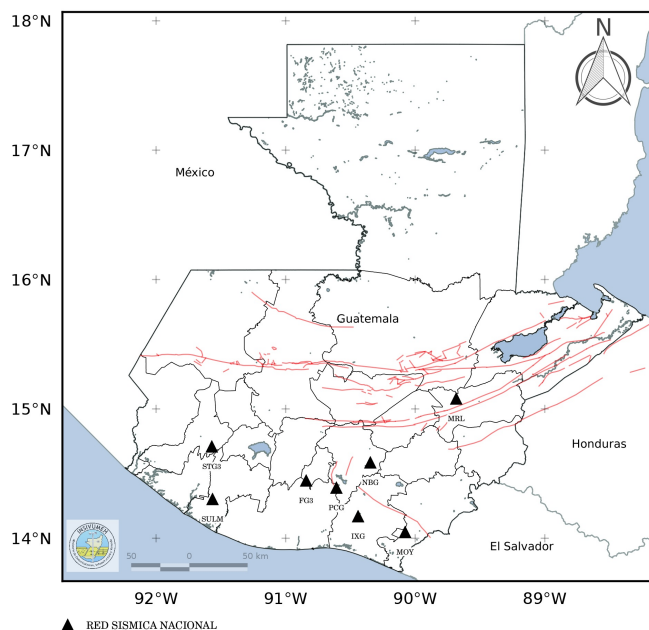 18°N
N
17°N
México
16°N
Guatemala
15°N
MRL
Honduras
STG3
NBG
FG3
PCG
SULM
IXG
MOY
14°N
El Salvador
INSIVUMEH
50 0 50 km
92°W 91°W 90°W 89°W
RED SISMICA NACIONAL